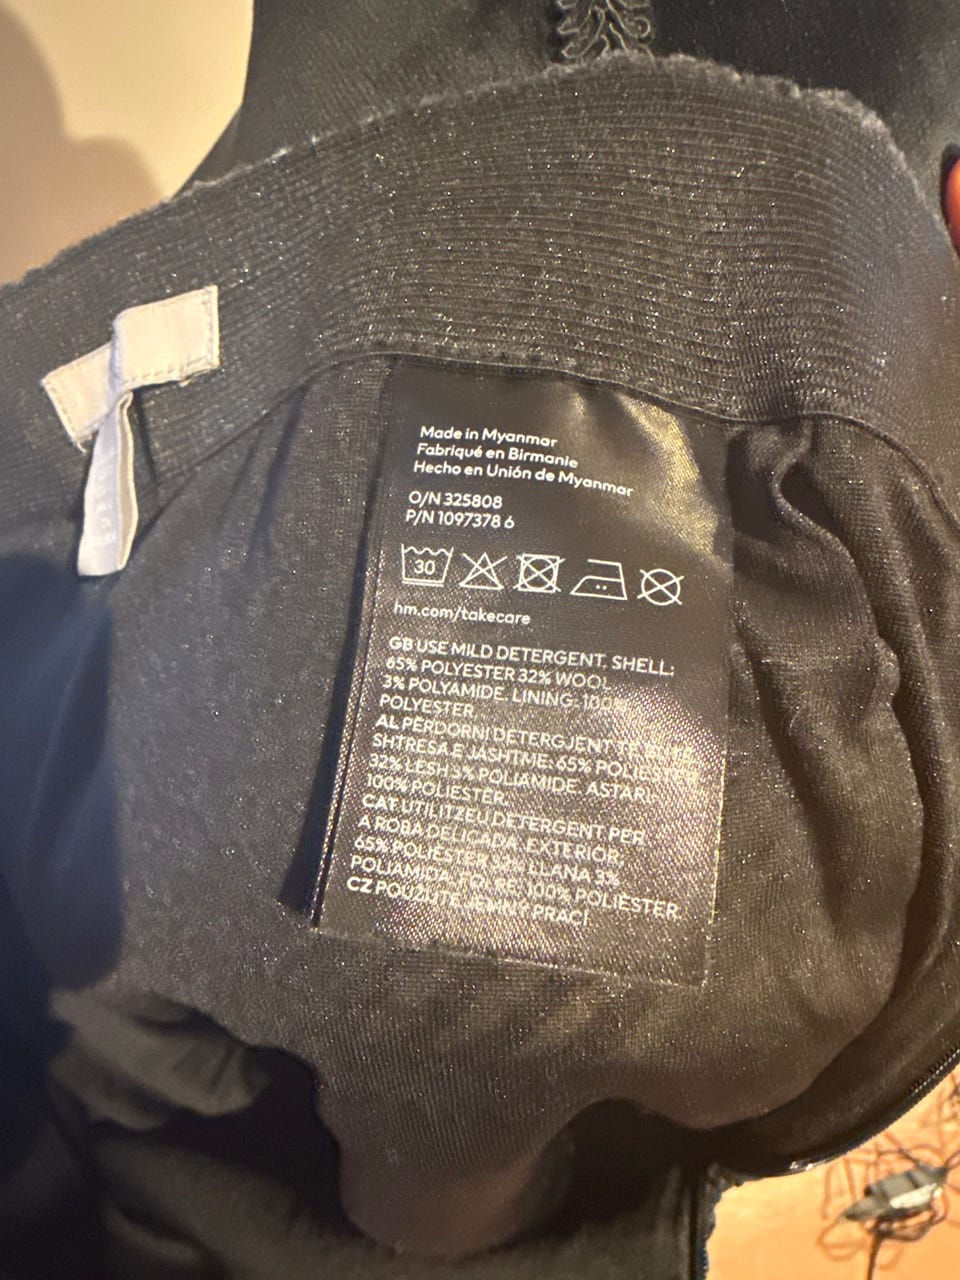 Made in Myanmar
Fabriqué en Birmanie
Hecho en Unión de Myanmar
O/N 325808
P/N 1097378 6
30
hm.com/takecare
GB USE MILD DETERGENT. SHELL:
65% POLYESTER 32% WOOL
3% POLYAMIDE. LINING: 100%
POLYESTER.
AL PERDORNI DETERGJENT TE
SHTRESA E JASHTME: 65% POLIESTER
32% LESH 3% POLIAMIDE. ASTARI:
100% POLIESTER.
CAT UTILITZEU DETERGENT PER
A ROBA DELICADA. EXTERIOR:
65% POLIÈSTER 32% LLANA 3%
POLIAMIDA. FOLRE: 100% POLIÈSTER.
CZ POUŽIJTE JEMNÝ PRACÍ